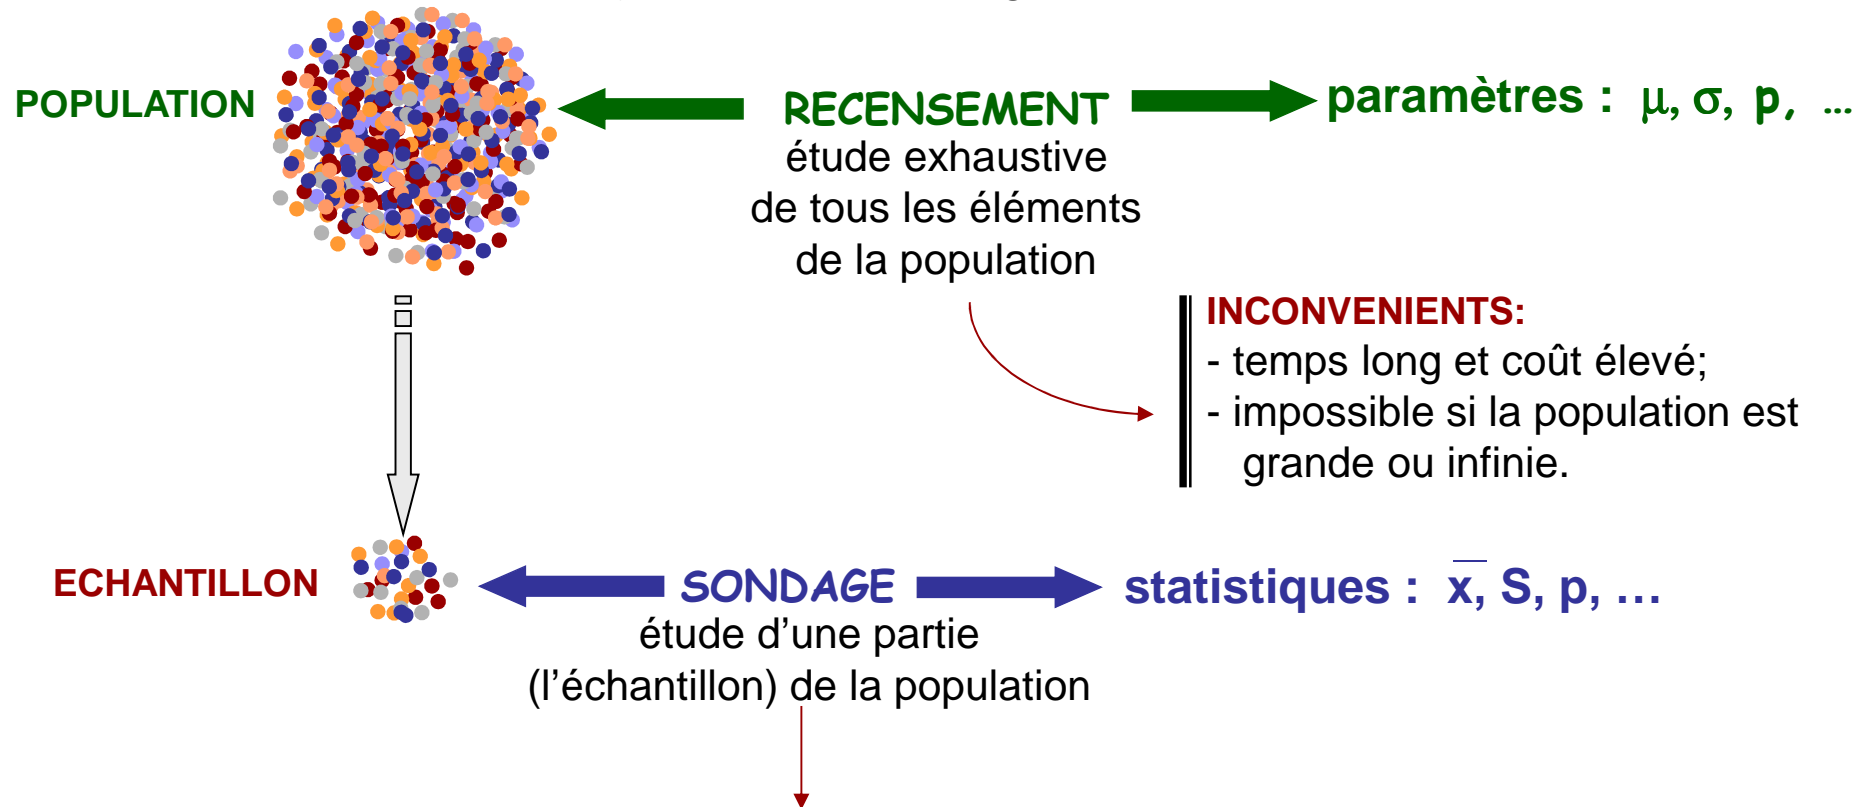 POPULATION
RECENSEMENT
paramètres : μ, σ, p, ...
étude exhaustive
de tous les éléments
de la population
INCONVENIENTS:
- temps long et coût élevé;
- impossible si la population est
grande ou infinie.
ECHANTILLON
SONDAGE
statistiques : x̅, S, p, …
étude d’une partie
(l’échantillon) de la population